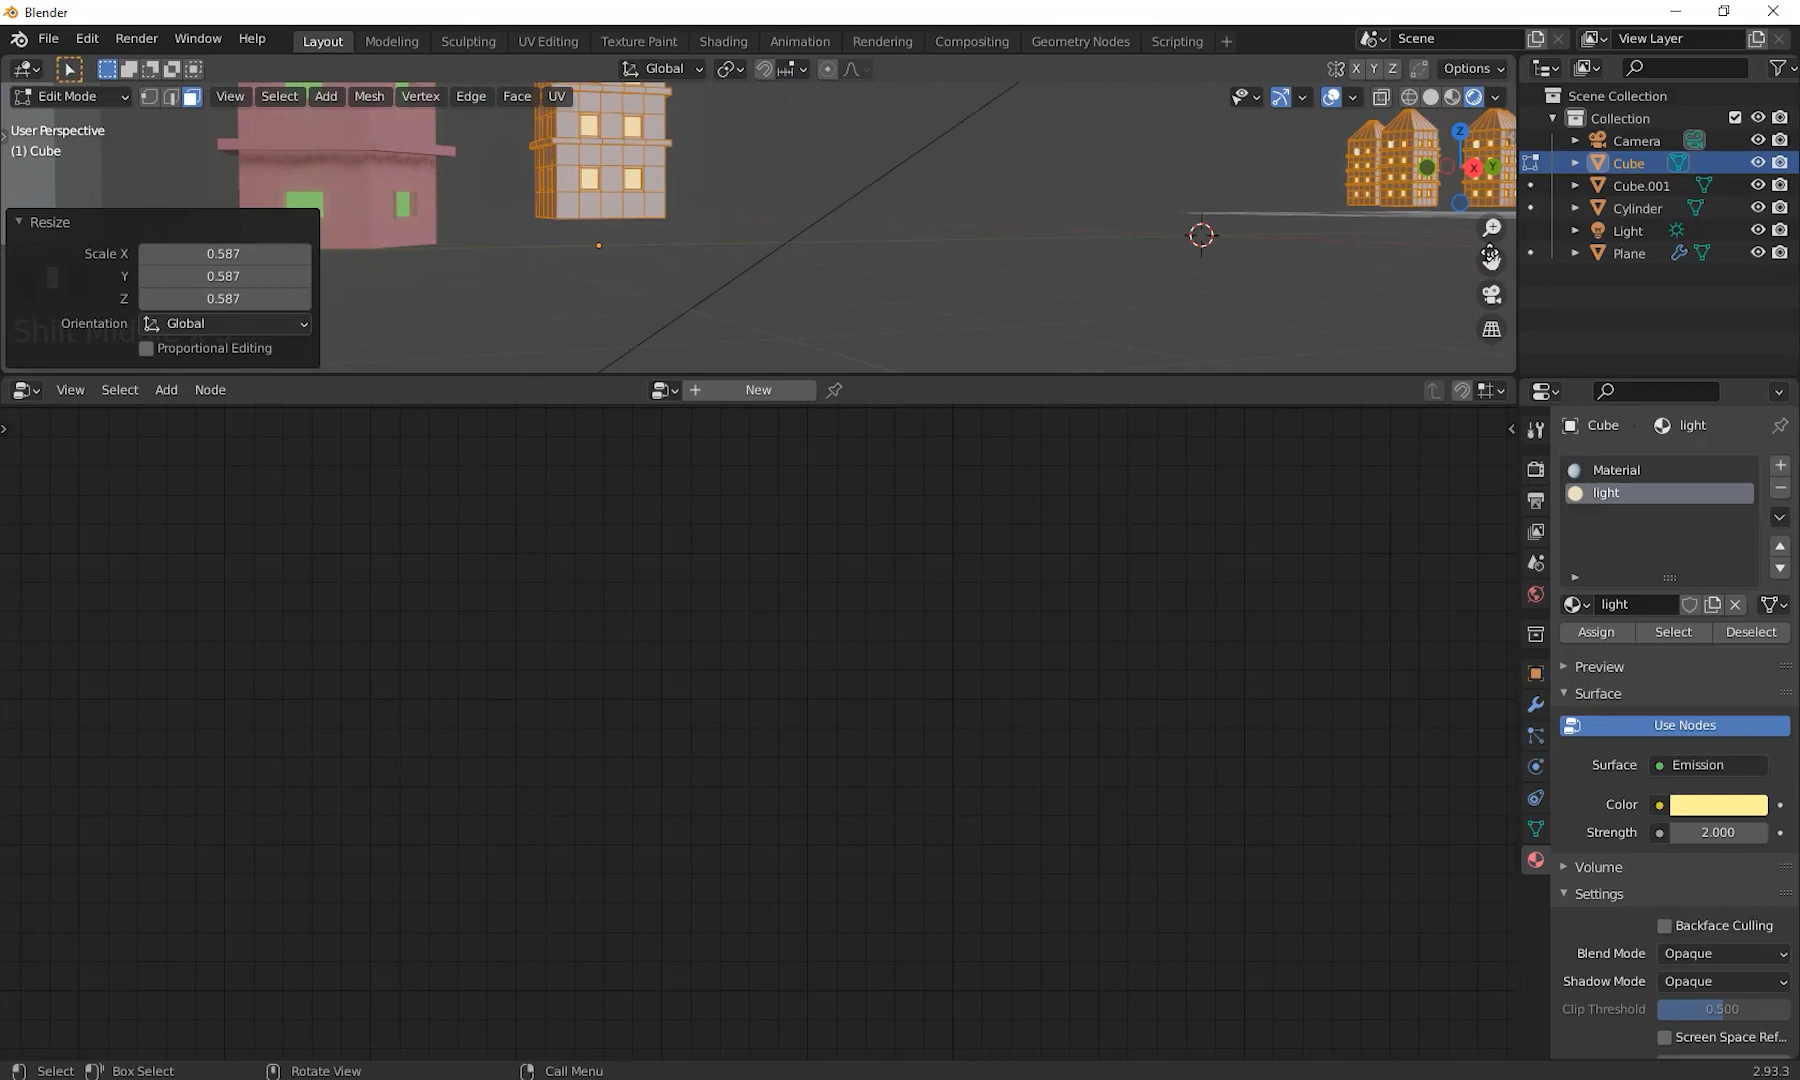 Blender
File Edit Render Window Help Layout Modeling Sculpting UV Editing Texture Paint Shading Animation Rendering Compositing Geometry Nodes Scripting + Scene View Layer
Global X Y Z Options
Edit Mode View Select Add Mesh Vertex Edge Face UV
User Perspective
(1) Cube
Z
X Y
Resize
Scale X 0.587
Y 0.587
Z 0.587
Orientation Global
Proportional Editing
Scene Collection
Collection
Camera
Cube
Cube.001
Cylinder
Light
Plane
View Select Add Node + New
Cube light
Material
light
light
Assign Select Deselect
Preview
Surface
Use Nodes
Surface Emission
Color
Strength 2.000
Volume
Settings
Backface Culling
Blend Mode Opaque
Shadow Mode Opaque
Clip Threshold 0.500
Screen Space Ref...
Select Box Select Rotate View Call Menu 2.93.3